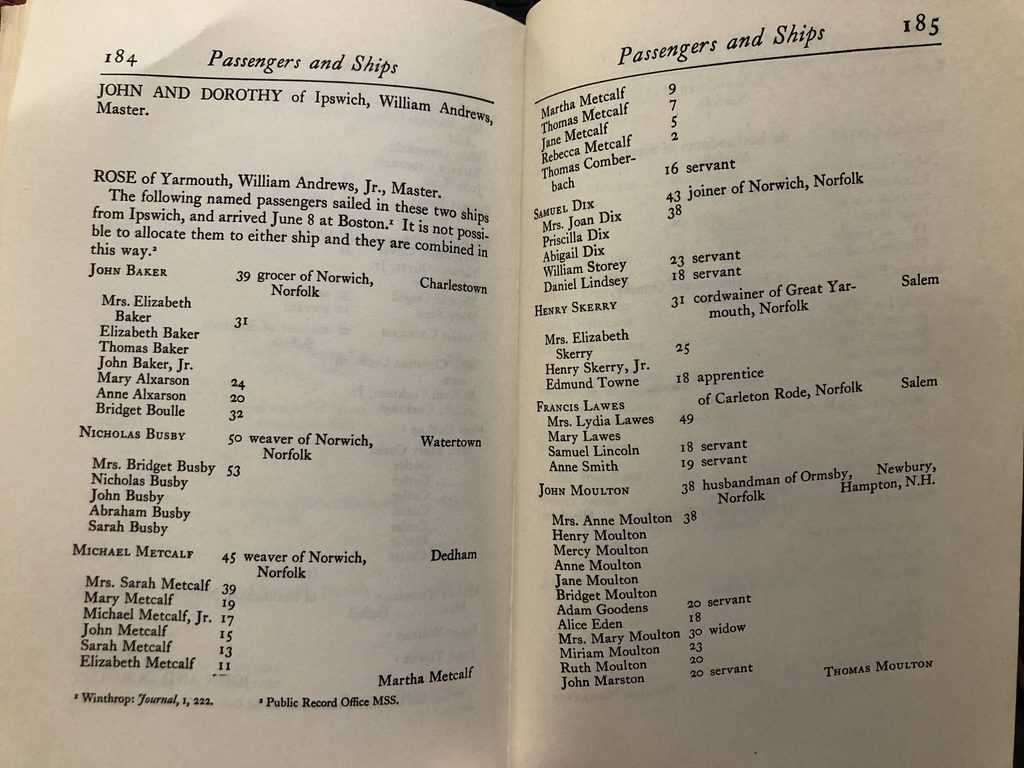 184 Passengers and Ships
JOHN AND DOROTHY of Ipswich, William Andrews,
Master.
ROSE of Yarmouth, William Andrews, Jr., Master.
The following named passengers sailed in these two ships
from Ipswich, and arrived June 8 at Boston.¹ It is not possi-
ble to allocate them to either ship and they are combined in
this way.²
JOHN BAKER 39 grocer of Norwich, Charlestown
Norfolk
Mrs. Elizabeth
Baker 31
Elizabeth Baker
Thomas Baker
John Baker, Jr.
Mary Alxarson 24
Anne Alxarson 20
Bridget Boulle 32
NICHOLAS BUSBY 50 weaver of Norwich, Watertown
Norfolk
Mrs. Bridget Busby 53
Nicholas Busby
John Busby
Abraham Busby
Sarah Busby
MICHAEL METCALF 45 weaver of Norwich, Dedham
Norfolk
Mrs. Sarah Metcalf 39
Mary Metcalf 19
Michael Metcalf, Jr. 17
John Metcalf 15
Sarah Metcalf 13
Elizabeth Metcalf 11
Martha Metcalf
¹ Winthrop: Journal, 1, 222. ² Public Record Office MSS.
Passengers and Ships 185
Martha Metcalf 9
Thomas Metcalf 7
Jane Metcalf 5
Rebecca Metcalf 2
Thomas Comber-
bach 16 servant
SAMUEL DIX 43 joiner of Norwich, Norfolk
Mrs. Joan Dix 38
Priscilla Dix
Abigail Dix
William Storey 23 servant
Daniel Lindsey 18 servant
HENRY SKERRY 31 cordwainer of Great Yar- Salem
mouth, Norfolk
Mrs. Elizabeth
Skerry 25
Henry Skerry, Jr.
Edmund Towne 18 apprentice
FRANCIS LAWES of Carleton Rode, Norfolk Salem
Mrs. Lydia Lawes 49
Mary Lawes
Samuel Lincoln 18 servant
Anne Smith 19 servant
JOHN MOULTON 38 husbandman of Ormsby, Newbury,
Norfolk Hampton, N.H.
Mrs. Anne Moulton 38
Henry Moulton
Mercy Moulton
Anne Moulton
Jane Moulton
Bridget Moulton
Adam Goodens 20 servant
Alice Eden 18
Mrs. Mary Moulton 30 widow
Miriam Moulton 23
Ruth Moulton 20
John Marston 20 servant
THOMAS MOULTON